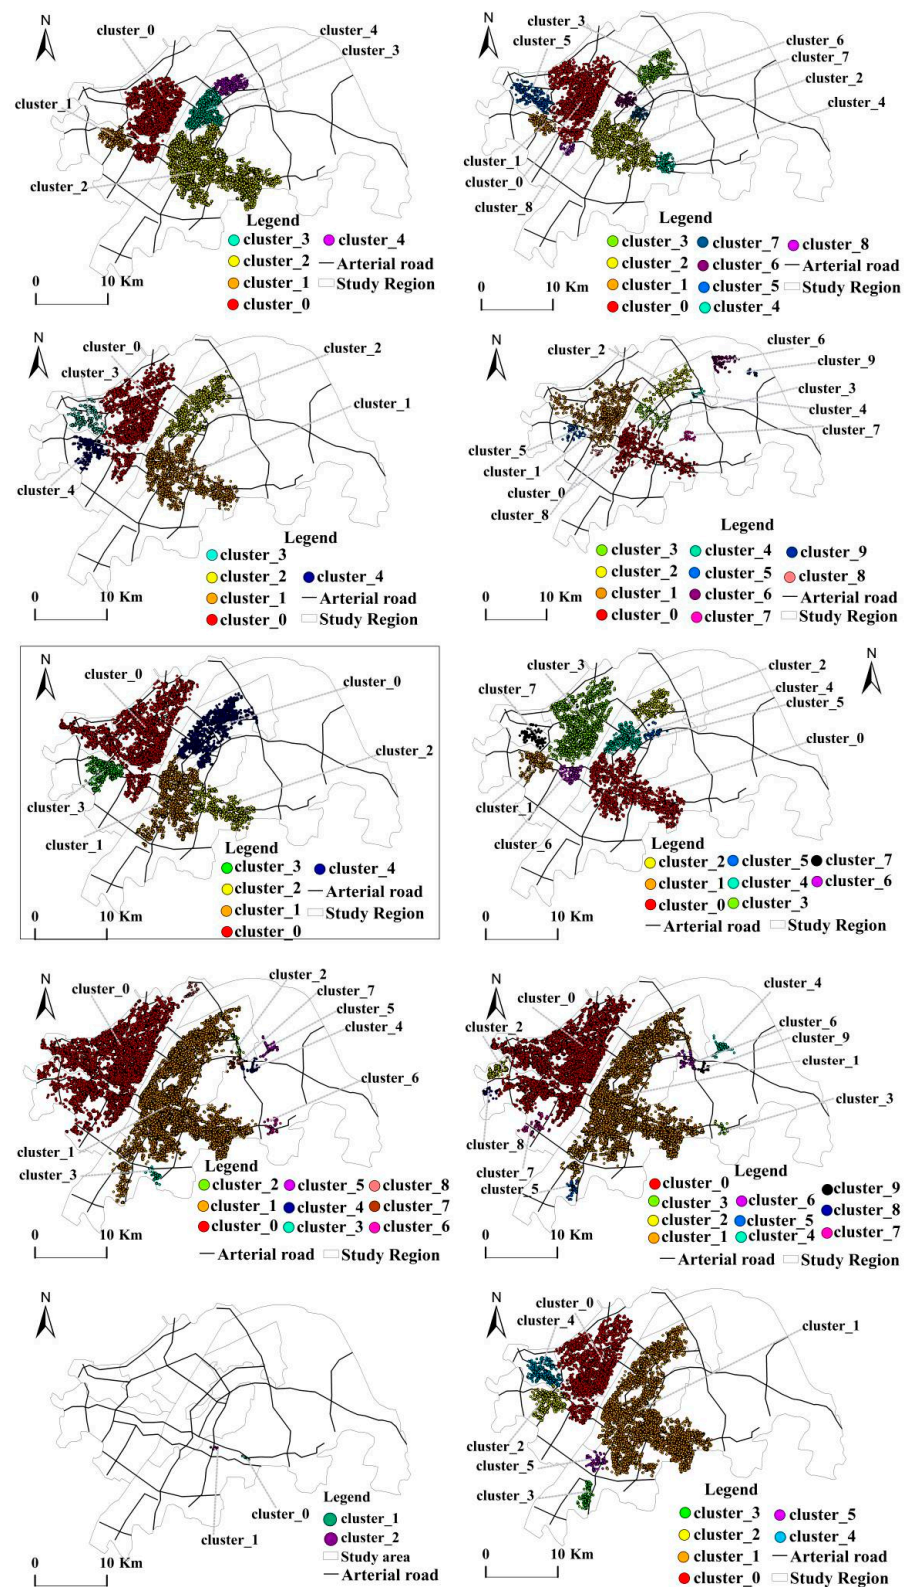 N
cluster_0
cluster_4
cluster_3
cluster_1
cluster_2
Legend
cluster_3 cluster_4
cluster_2 Arterial road
cluster_1 Study Region
cluster_0
0 10 Km
N
cluster_3
cluster_5
cluster_6
cluster_7
cluster_2
cluster_4
cluster_1
cluster_0
cluster_8
Legend
cluster_3 cluster_7 cluster_8
cluster_2 cluster_6 Arterial road
cluster_1 cluster_5 Study Region
cluster_0 cluster_4
0 10 Km
N
cluster_0
cluster_3
cluster_2
cluster_1
cluster_4
Legend
cluster_3
cluster_2 cluster_4
cluster_1 Arterial road
cluster_0 Study Region
0 10 Km
N
cluster_2
cluster_6
cluster_9
cluster_3
cluster_4
cluster_7
cluster_5
cluster_1
cluster_0
cluster_8
Legend
cluster_3 cluster_4 cluster_9
cluster_2 cluster_5 cluster_8
cluster_1 cluster_6 Arterial road
cluster_0 cluster_7 Study Region
0 10 Km
N
cluster_0
cluster_0
cluster_2
cluster_3
cluster_1
Legend
cluster_3 cluster_4
cluster_2 Arterial road
cluster_1 Study Region
cluster_0
0 10 Km
N
cluster_3
cluster_7
cluster_2
cluster_4
cluster_5
cluster_0
cluster_1
cluster_6
Legend
cluster_2 cluster_5 cluster_7
cluster_1 cluster_4 cluster_6
cluster_0 cluster_3
Arterial road Study Region
0 10 Km
N
cluster_0
cluster_2
cluster_7
cluster_5
cluster_4
cluster_6
cluster_1
cluster_3
Legend
cluster_2 cluster_5 cluster_8
cluster_1 cluster_4 cluster_7
cluster_0 cluster_3 cluster_6
Arterial road Study Region
0 10 Km
N
cluster_0
cluster_2
cluster_4
cluster_6
cluster_9
cluster_1
cluster_3
cluster_8
cluster_7
cluster_5
Legend
cluster_0
cluster_3 cluster_6 cluster_9
cluster_2 cluster_5 cluster_8
cluster_1 cluster_4 cluster_7
Arterial road Study Region
0 10 Km
N
cluster_0
cluster_1
Legend
cluster_1
cluster_2
Study area
Arterial road
0 10 Km
N
cluster_0
cluster_4
cluster_1
cluster_2
cluster_5
cluster_3
Legend
cluster_3 cluster_5
cluster_2 cluster_4
cluster_1 Arterial road
cluster_0 Study Region
0 10 Km